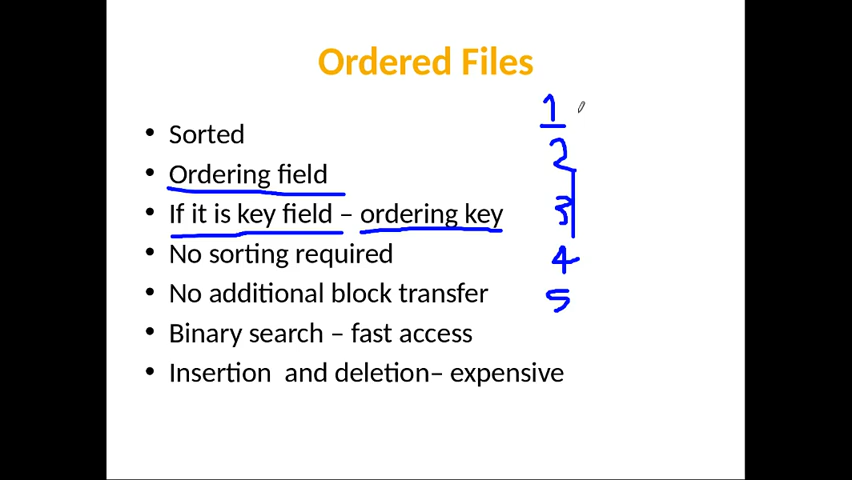 Ordered Files
• Sorted
• Ordering field
• If it is key field – ordering key
• No sorting required
• No additional block transfer
• Binary search – fast access
• Insertion  and deletion– expensive
1
2
3
4
5